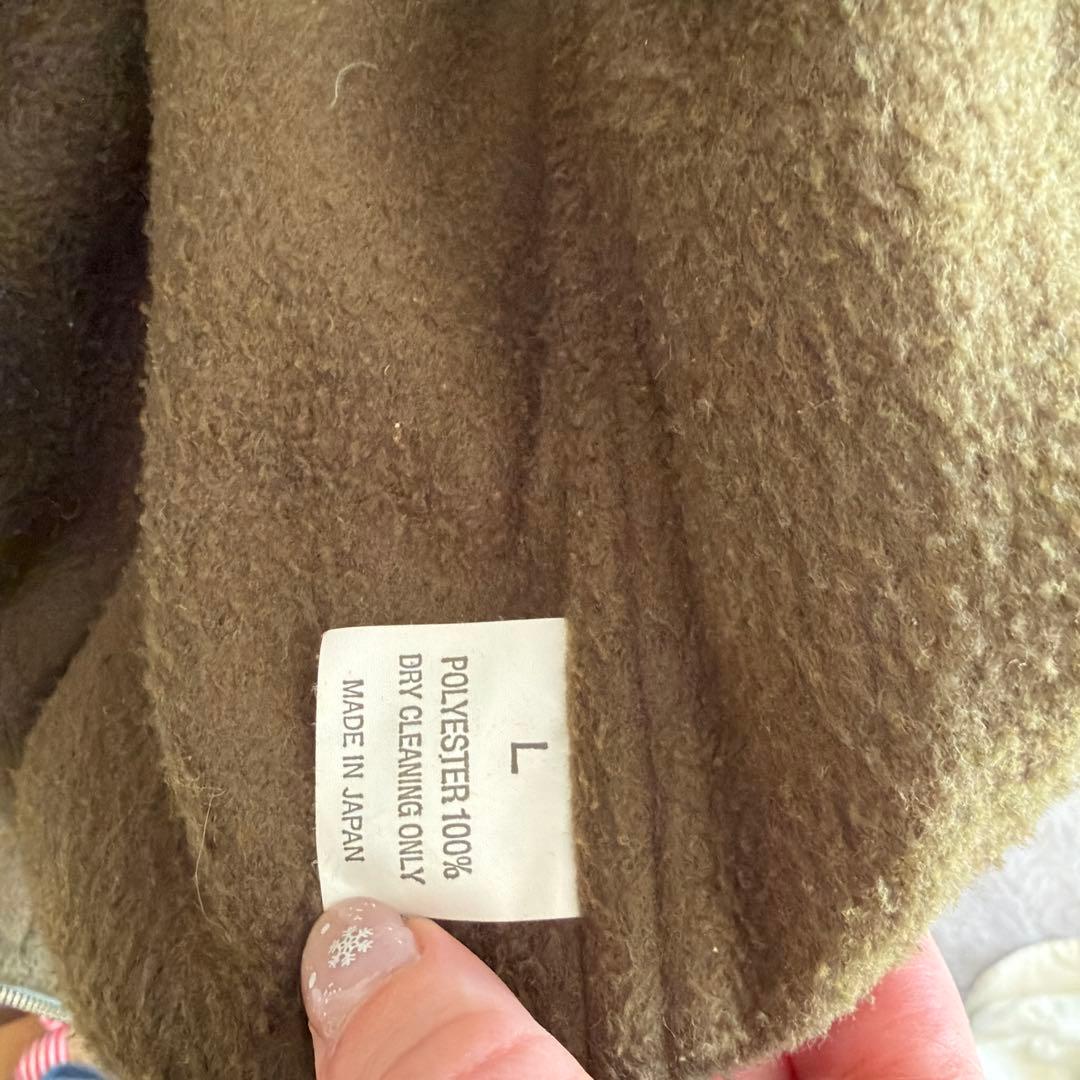 L
POLYESTER 100%
DRY CLEANING ONLY
MADE IN JAPAN